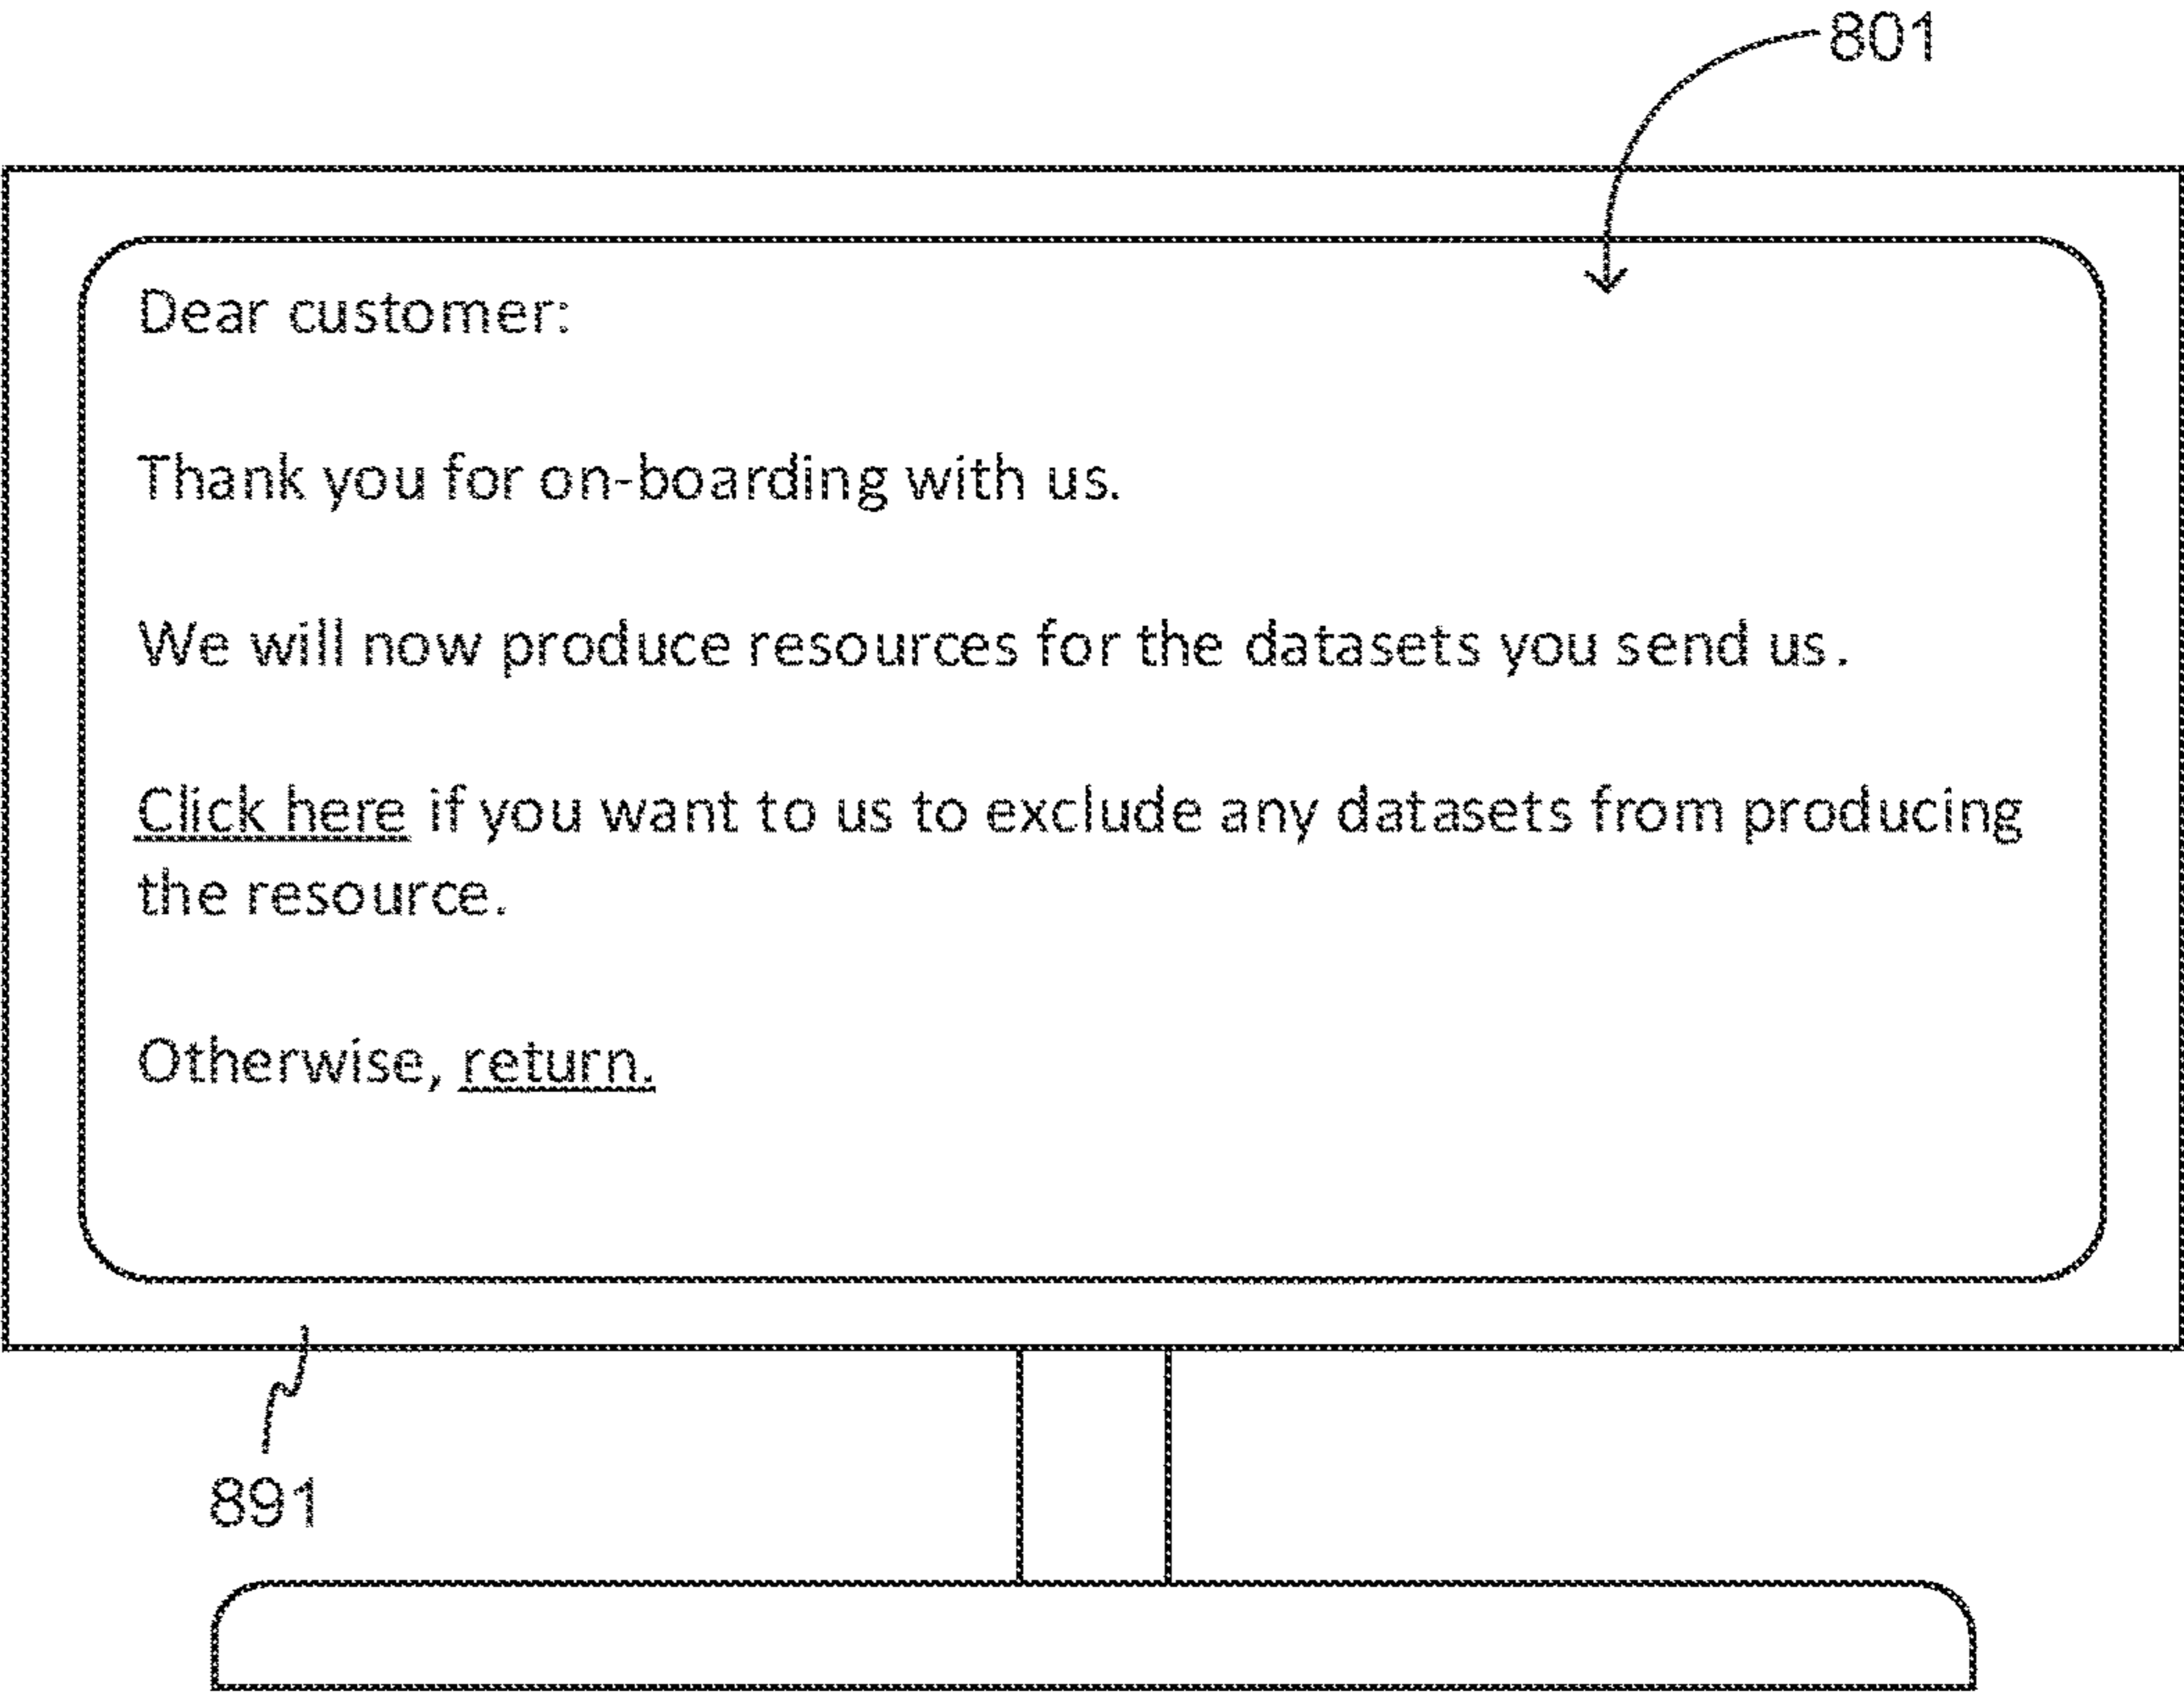 801
Dear customer:
Thank you for on-boarding with us.
We will now produce resources for the datasets you send us.
Click here if you want to us to exclude any datasets from producing
the resource.
Otherwise, return.
891